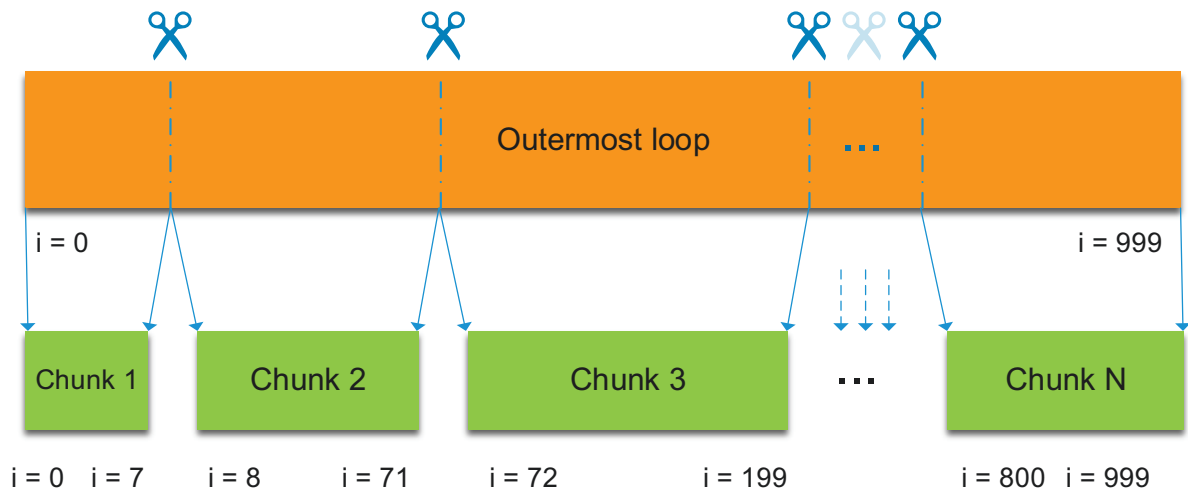 Outermost loop ...
i = 0 i = 999
Chunk 1 Chunk 2 Chunk 3 ... Chunk N
i = 0 i = 7 i = 8 i = 71 i = 72 i = 199 i = 800 i = 999